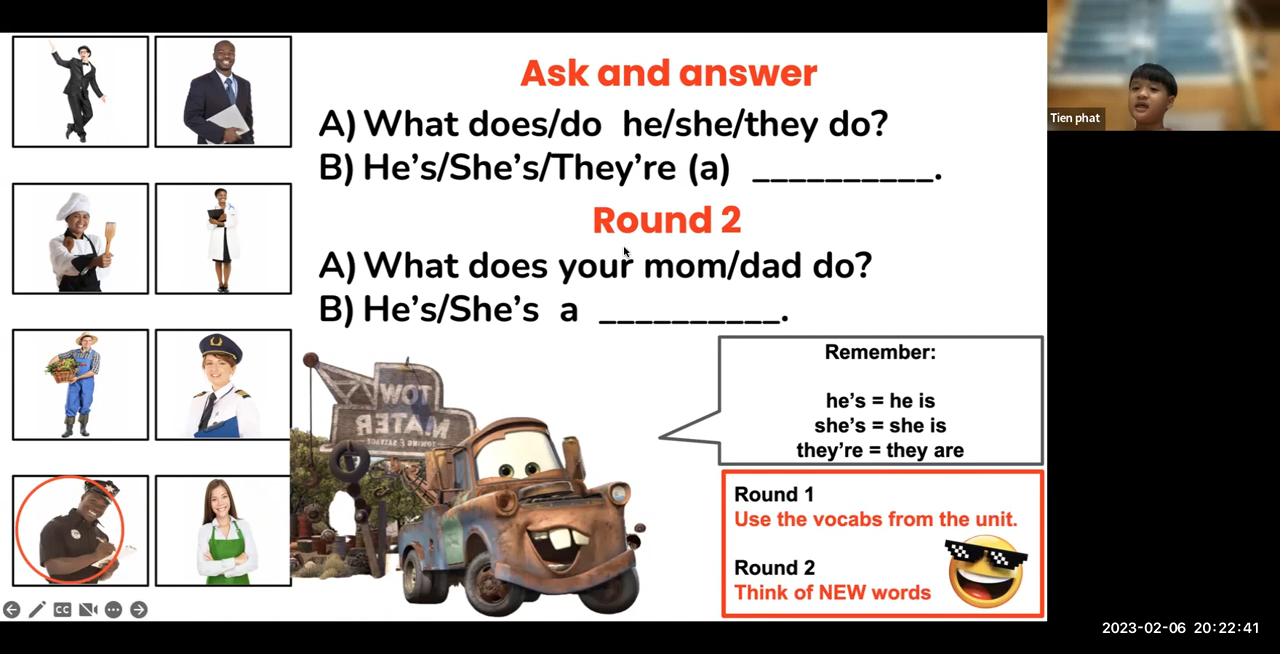 Ask and answer
A) What does/do he/she/they do?
B) He's/She's/They're (a) __________.
Round 2
A) What does your mom/dad do?
B) He's/She's a __________.
TOW
MATER
TOWING & SALVAGE
Remember:
he's = he is
she's = she is
they're = they are
Round 1
Use the vocabs from the unit.
Round 2
Think of NEW words
CC
Tien phat
2023-02-06 20:22:41